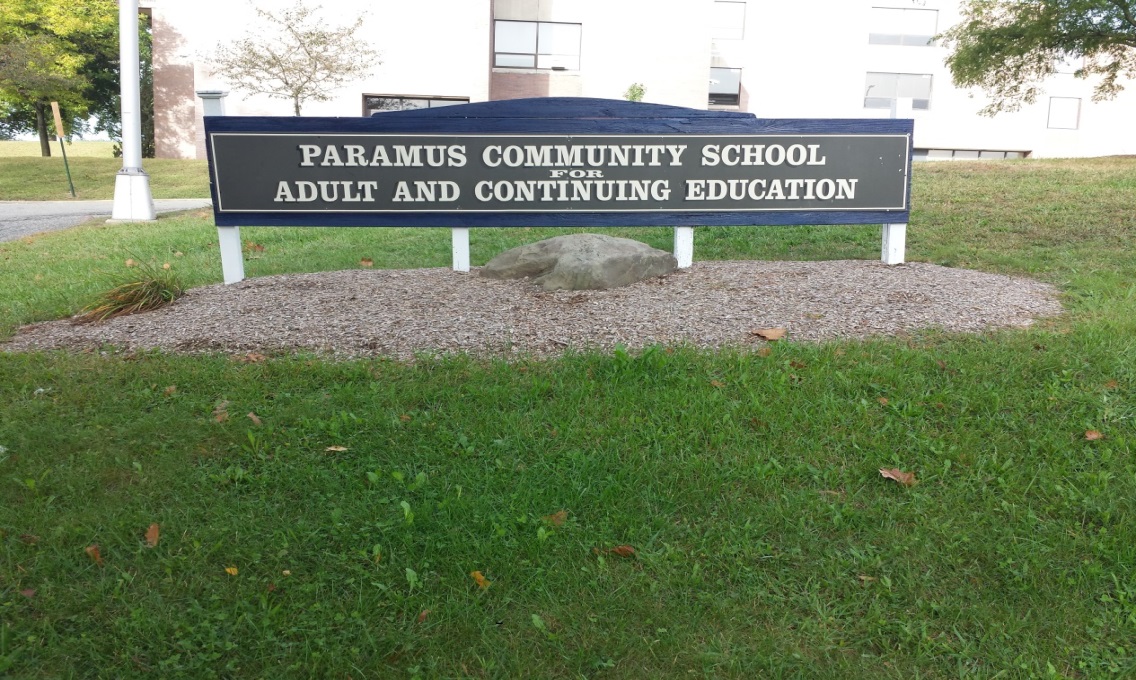 PARAMUS COMMUNITY SCHOOL
FOR
ADULT AND CONTINUING EDUCATION